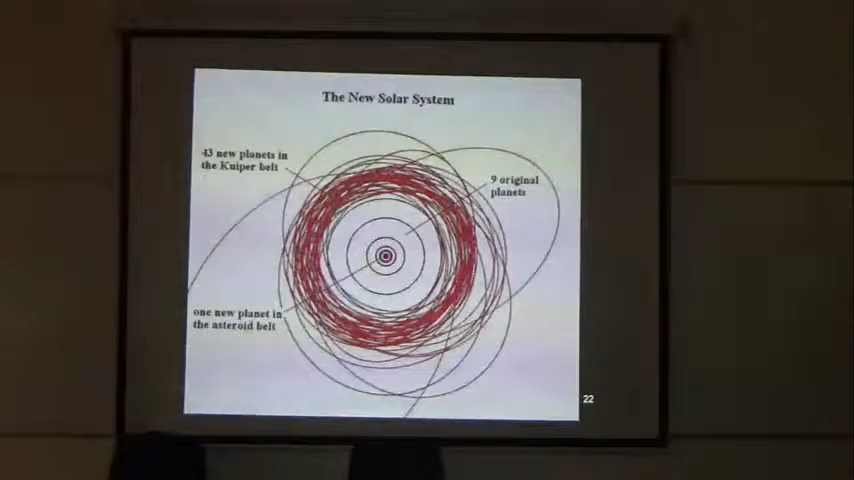 The New Solar System
43 new planets in
the Kuiper belt
9 original
planets
one new planet in
the asteroid belt
22